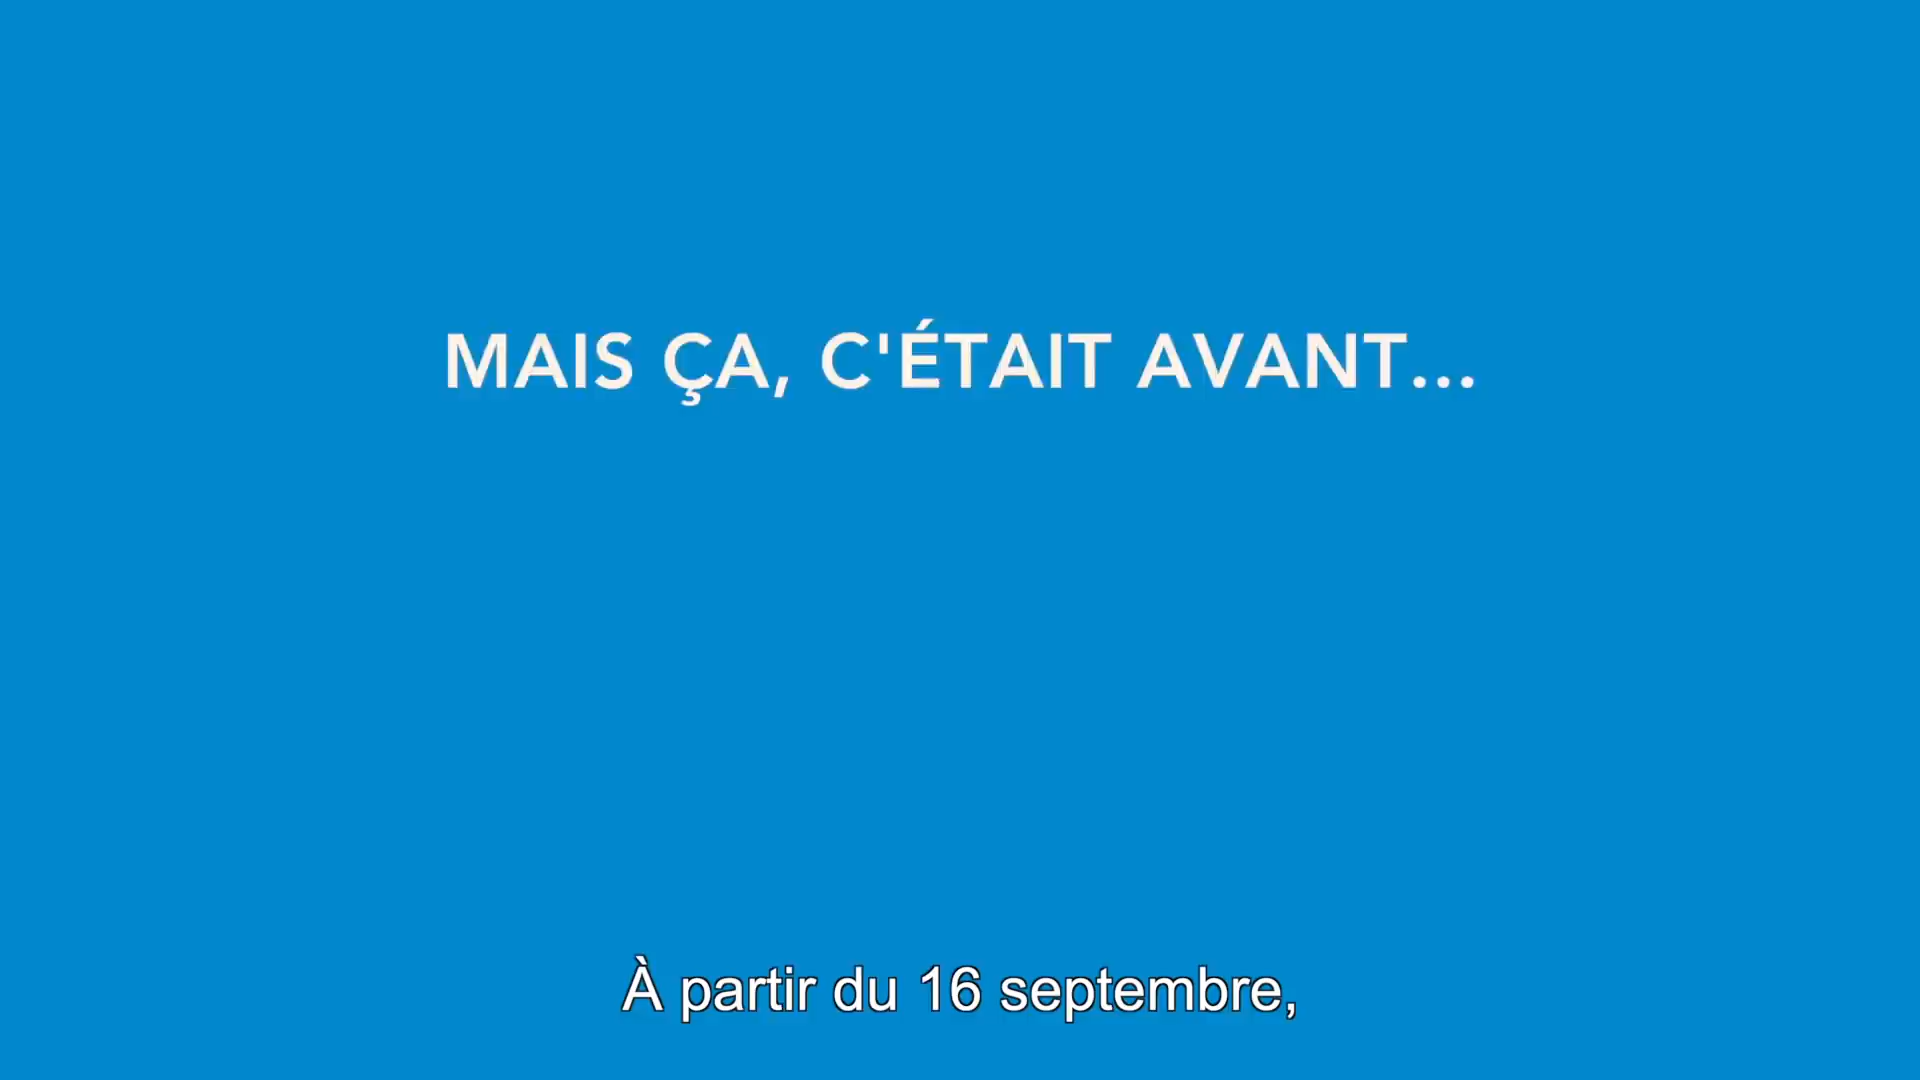 MAIS ÇA, C'ÉTAIT AVANT...
À partir du 16 septembre,